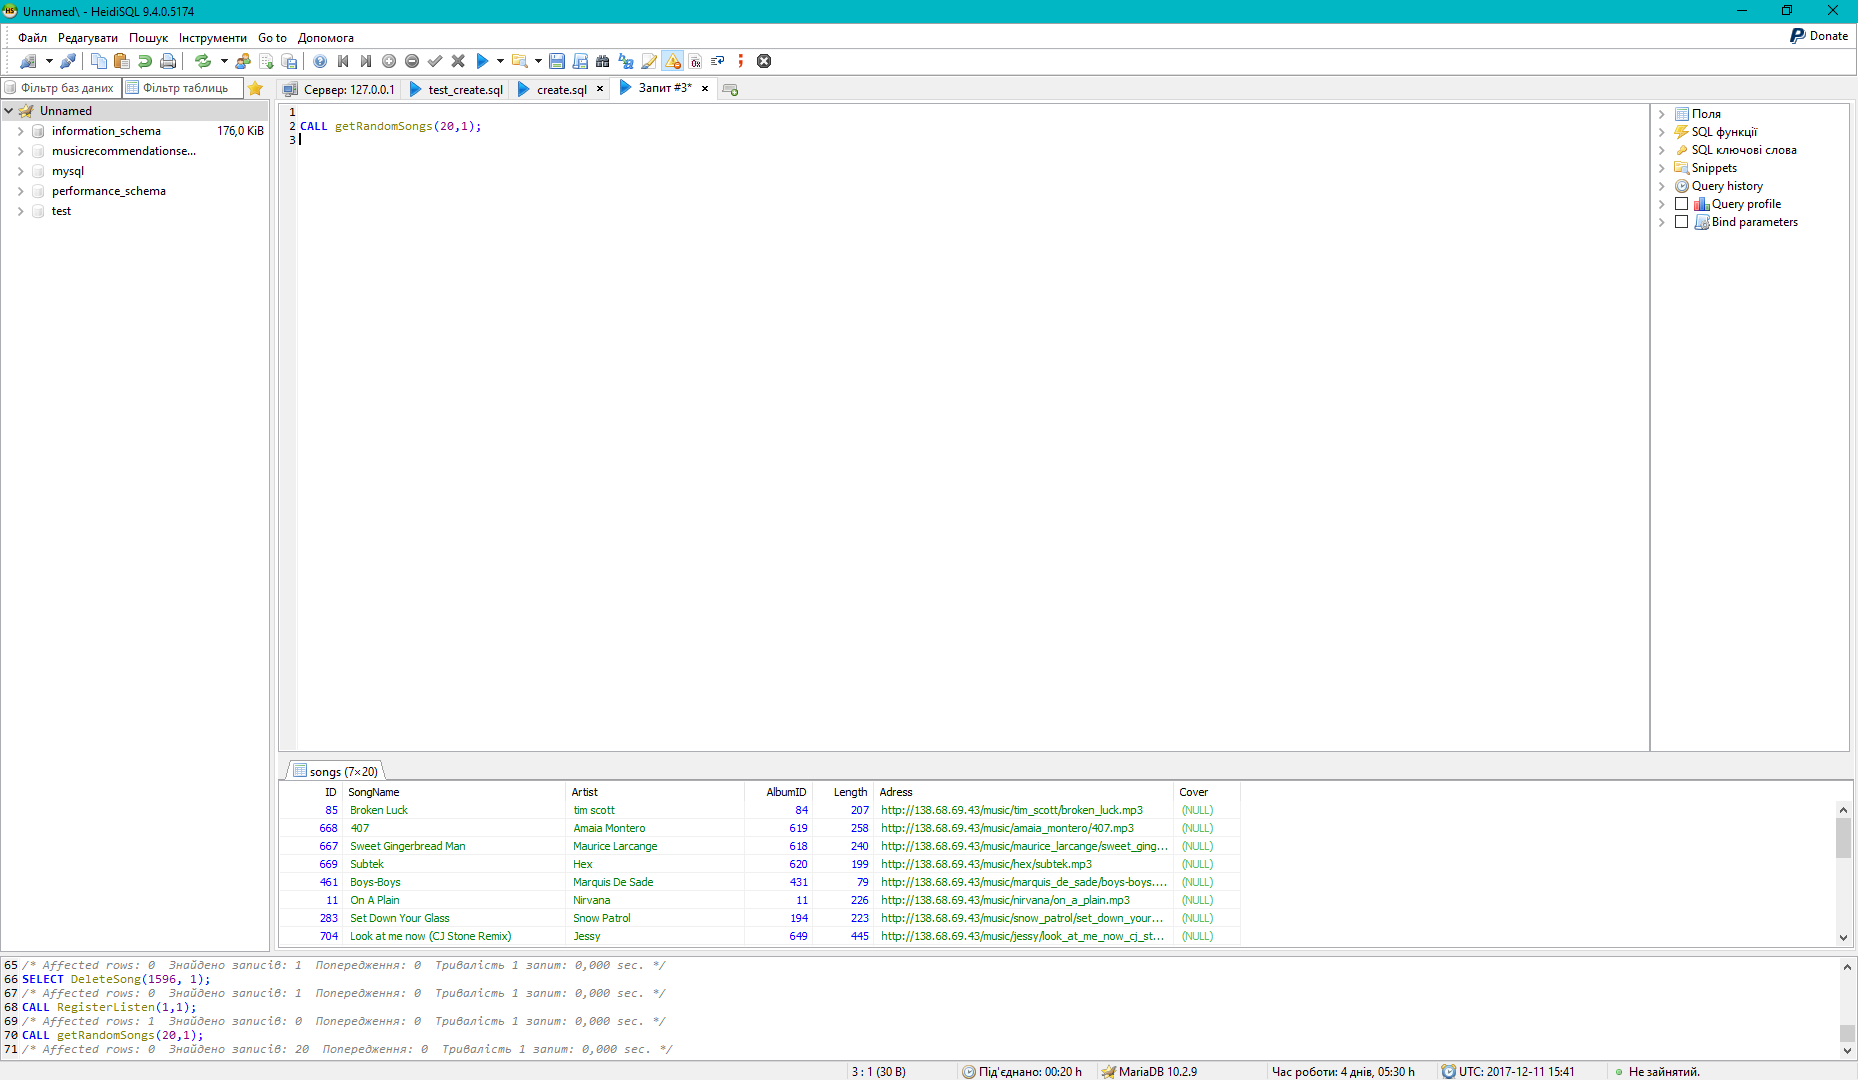 Unnamed\ - HeidiSQL 9.4.0.5174
Файл Редагувати Пошук Інструменти Go to Допомога
Donate
Фільтр баз даних Фільтр таблиць
Сервер: 127.0.0.1 test_create.sql create.sql Запит #3*
Unnamed
information_schema 176,0 KiB
musicrecommendationse...
mysql
performance_schema
test
1
2 CALL getRandomSongs(20,1);
3
Поля
SQL функції
SQL ключові слова
Snippets
Query history
Query profile
Bind parameters
songs (7×20)
ID SongName Artist AlbumID Length Adress Cover
85 Broken Luck tim scott 84 207 http://138.68.69.43/music/tim_scott/broken_luck.mp3 (NULL)
668 407 Amaia Montero 619 258 http://138.68.69.43/music/amaia_montero/407.mp3 (NULL)
667 Sweet Gingerbread Man Maurice Larcange 618 240 http://138.68.69.43/music/maurice_larcange/sweet_ging... (NULL)
669 Subtek Hex 620 199 http://138.68.69.43/music/hex/subtek.mp3 (NULL)
461 Boys-Boys Marquis De Sade 431 79 http://138.68.69.43/music/marquis_de_sade/boys-boys.... (NULL)
11 On A Plain Nirvana 11 226 http://138.68.69.43/music/nirvana/on_a_plain.mp3 (NULL)
283 Set Down Your Glass Snow Patrol 194 223 http://138.68.69.43/music/snow_patrol/set_down_your... (NULL)
704 Look at me now (CJ Stone Remix) Jessy 649 445 http://138.68.69.43/music/jessy/look_at_me_now_cj_st... (NULL)
65 /* Affected rows: 0 Знайдено записів: 1 Попередження: 0 Тривалість 1 запит: 0,000 sec. */
66 SELECT DeleteSong(1596, 1);
67 /* Affected rows: 0 Знайдено записів: 1 Попередження: 0 Тривалість 1 запит: 0,000 sec. */
68 CALL RegisterListen(1,1);
69 /* Affected rows: 1 Знайдено записів: 0 Попередження: 0 Тривалість 1 запит: 0,000 sec. */
70 CALL getRandomSongs(20,1);
71 /* Affected rows: 0 Знайдено записів: 20 Попередження: 0 Тривалість 1 запит: 0,000 sec. */
3 : 1 (30 B) Під'єднано: 00:20 h MariaDB 10.2.9 Час роботи: 4 днів, 05:30 h UTC: 2017-12-11 15:41 Не зайнятий.